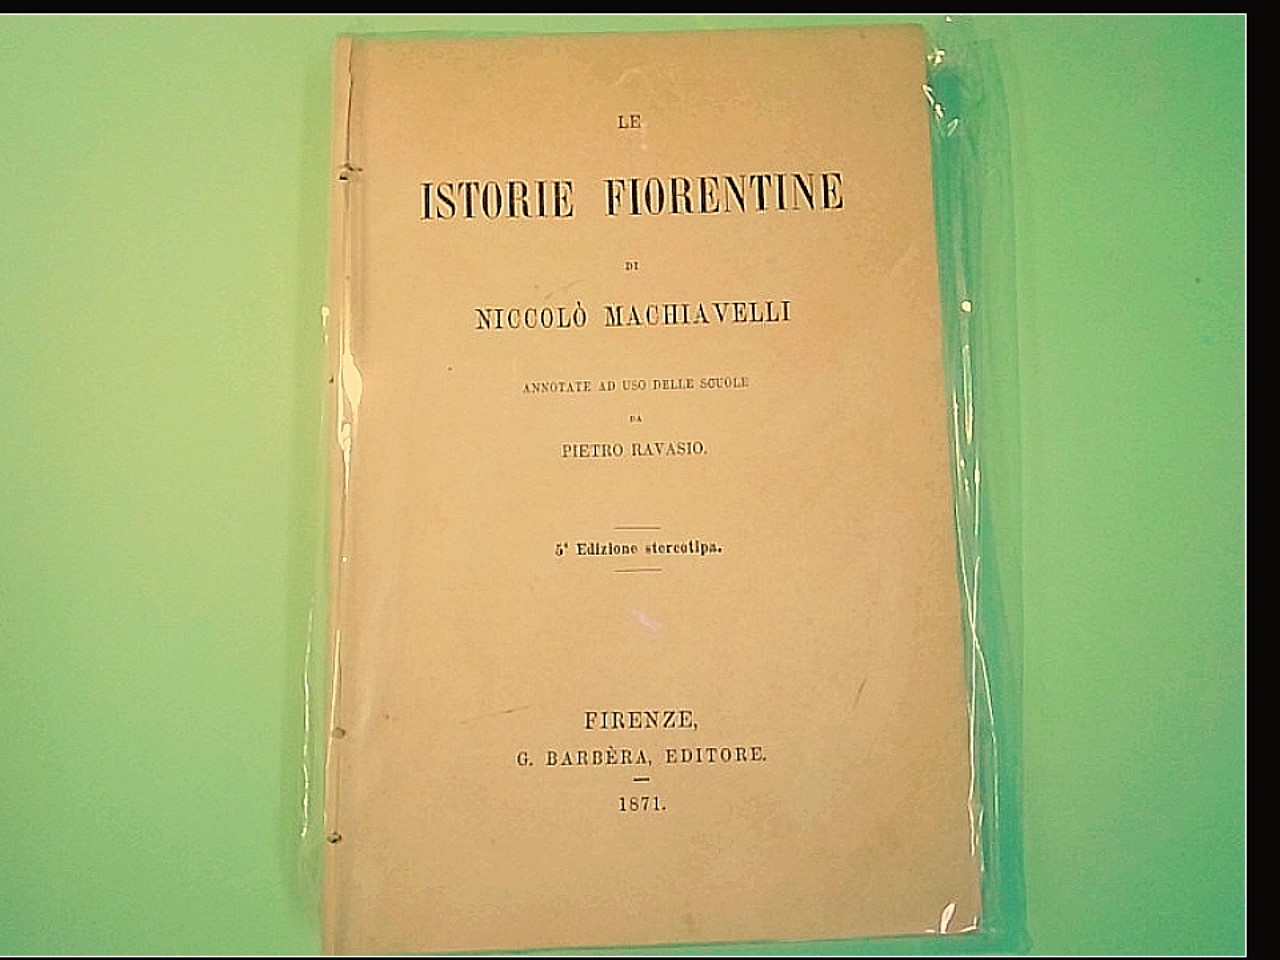 LE
ISTORIE FIORENTINE
DI
NICCOLÒ MACHIAVELLI
ANNOTATE AD USO DELLE SCUOLE
DA
PIETRO RAVASIO.
5ª Edizione stereotipa.
FIRENZE,
G. BARBÈRA, EDITORE.
1871.